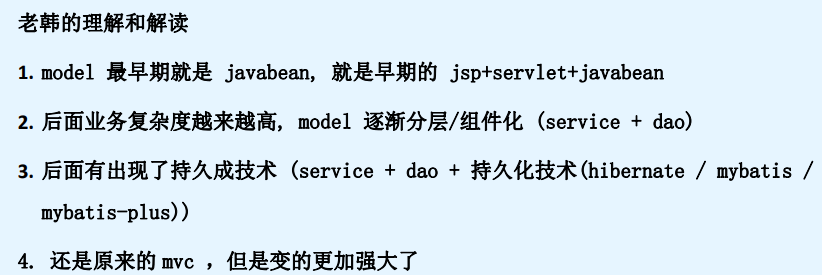 老韩的理解和解读
1. model 最早期就是 javabean, 就是早期的 jsp+servlet+javabean
2. 后面业务复杂度越来越高, model 逐渐分层/组件化 (service + dao)
3. 后面有出现了持久成技术 (service + dao + 持久化技术(hibernate / mybatis /
mybatis-plus))
4. 还是原来的 mvc ，但是变的更加强大了